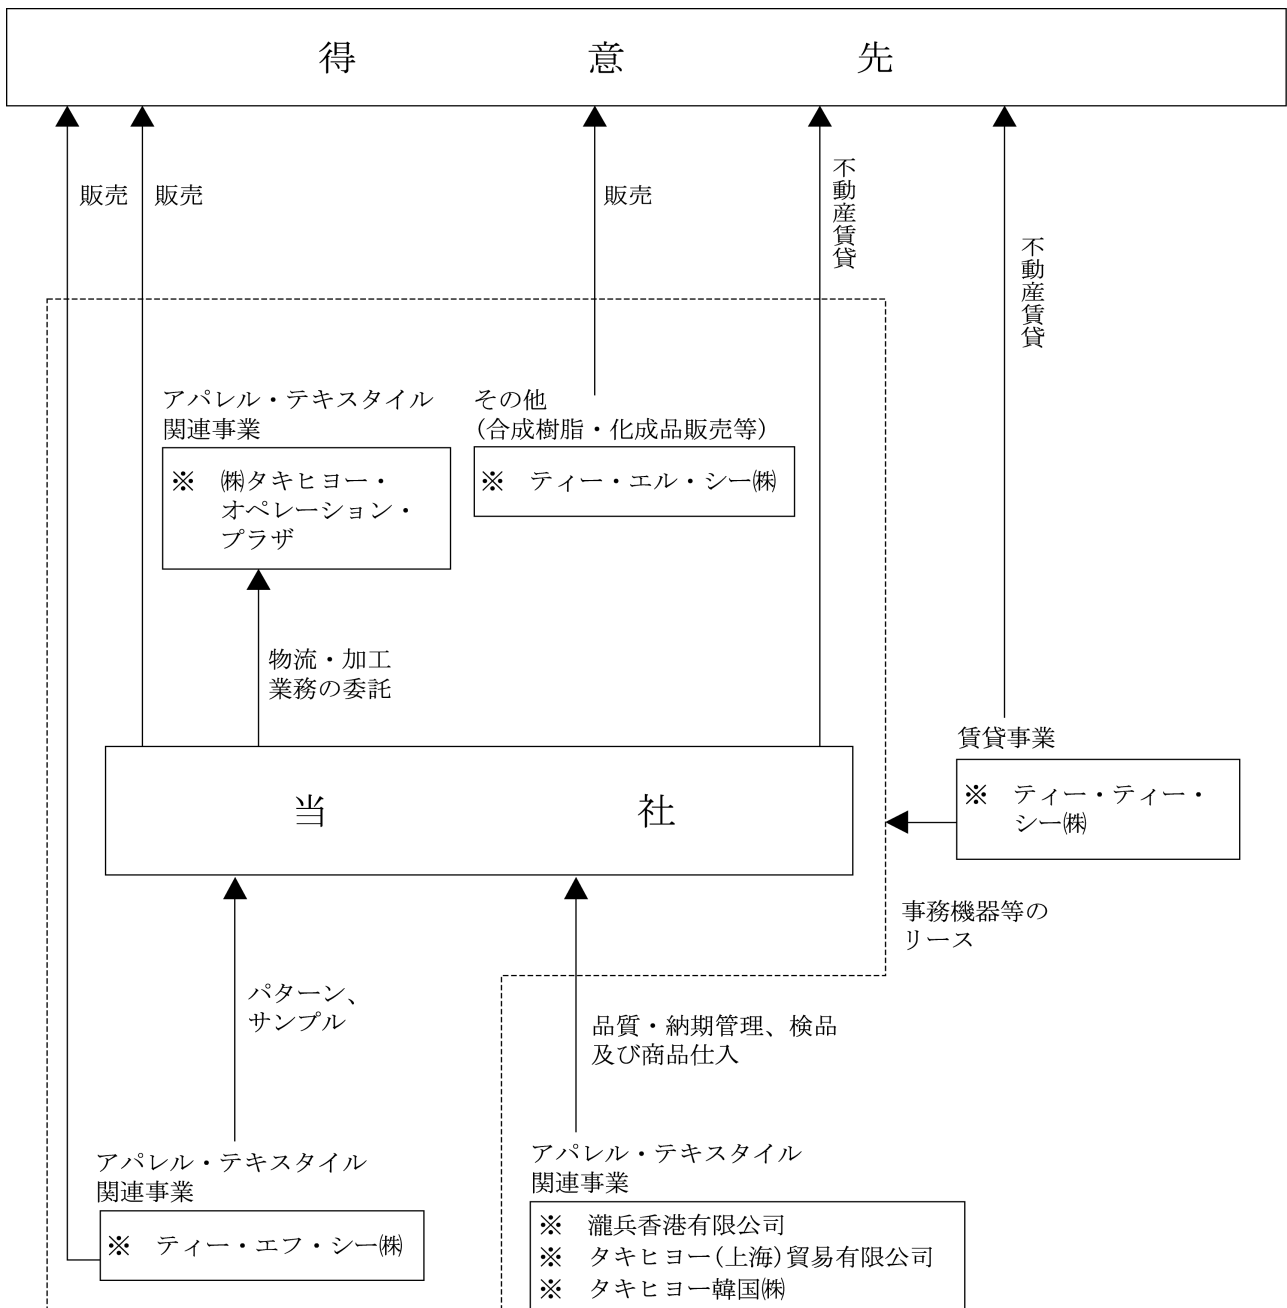 得意先
販売
販売
販売
不動産賃貸
不動産賃貸
アパレル・テキスタイル
関連事業
※ ㈱タキヒヨー・
オペレーション・
プラザ
その他
(合成樹脂・化成品販売等)
※ ティー・エル・シー㈱
物流・加工
業務の委託
賃貸事業
※ ティー・ティー・
シー㈱
当社
事務機器等の
リース
パターン、
サンプル
品質・納期管理、検品
及び商品仕入
アパレル・テキスタイル
関連事業
※ ティー・エフ・シー㈱
アパレル・テキスタイル
関連事業
※ 瀧兵香港有限公司
※ タキヒヨー(上海)貿易有限公司
※ タキヒヨー韓国㈱